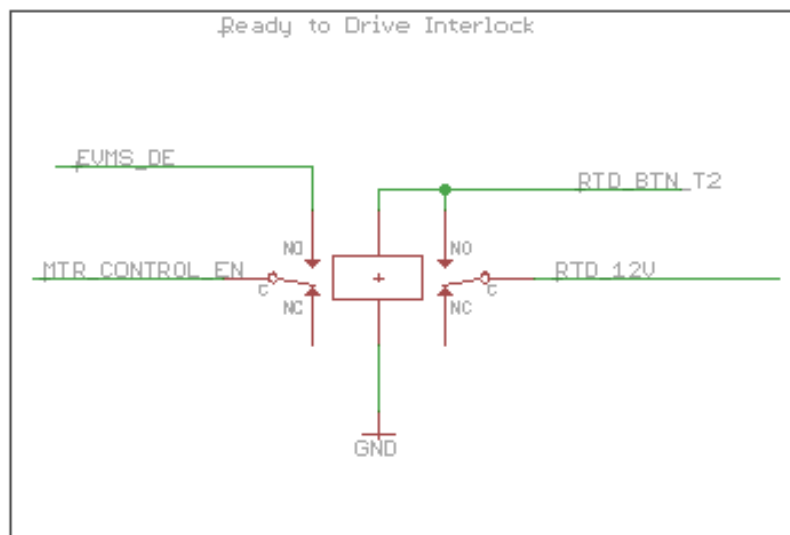 Ready to Drive Interlock
EVMS_DE
RTD_BTN_T2
NO
NO
MTR_CONTROL_EN
RTD_12V
C
C
NC
NC
GND